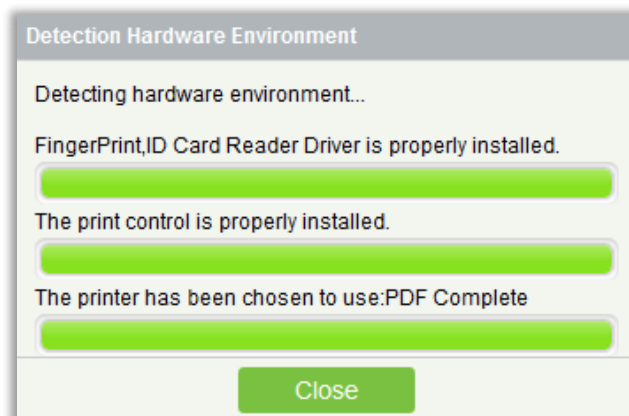 Detection Hardware Environment
Detecting hardware environment...
FingerPrint,ID Card Reader Driver is properly installed.
The print control is properly installed.
The printer has been chosen to use:PDF Complete
Close